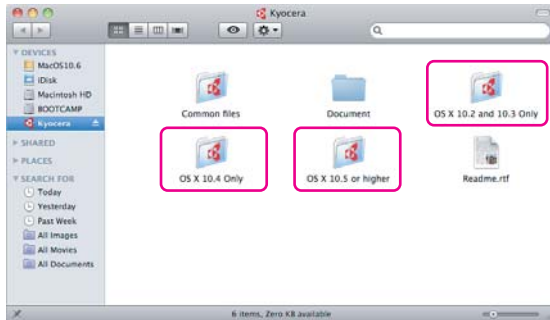 Kyocera
DEVICES
MacOS10.6
iDisk
Macintosh HD
BOOTCAMP
Kyocera
SHARED
PLACES
SEARCH FOR
Today
Yesterday
Past Week
All Images
All Movies
All Documents
Common files
Document
OS X 10.2 and 10.3 Only
OS X 10.4 Only
OS X 10.5 or higher
Readme.rtf
6 items, Zero KB available